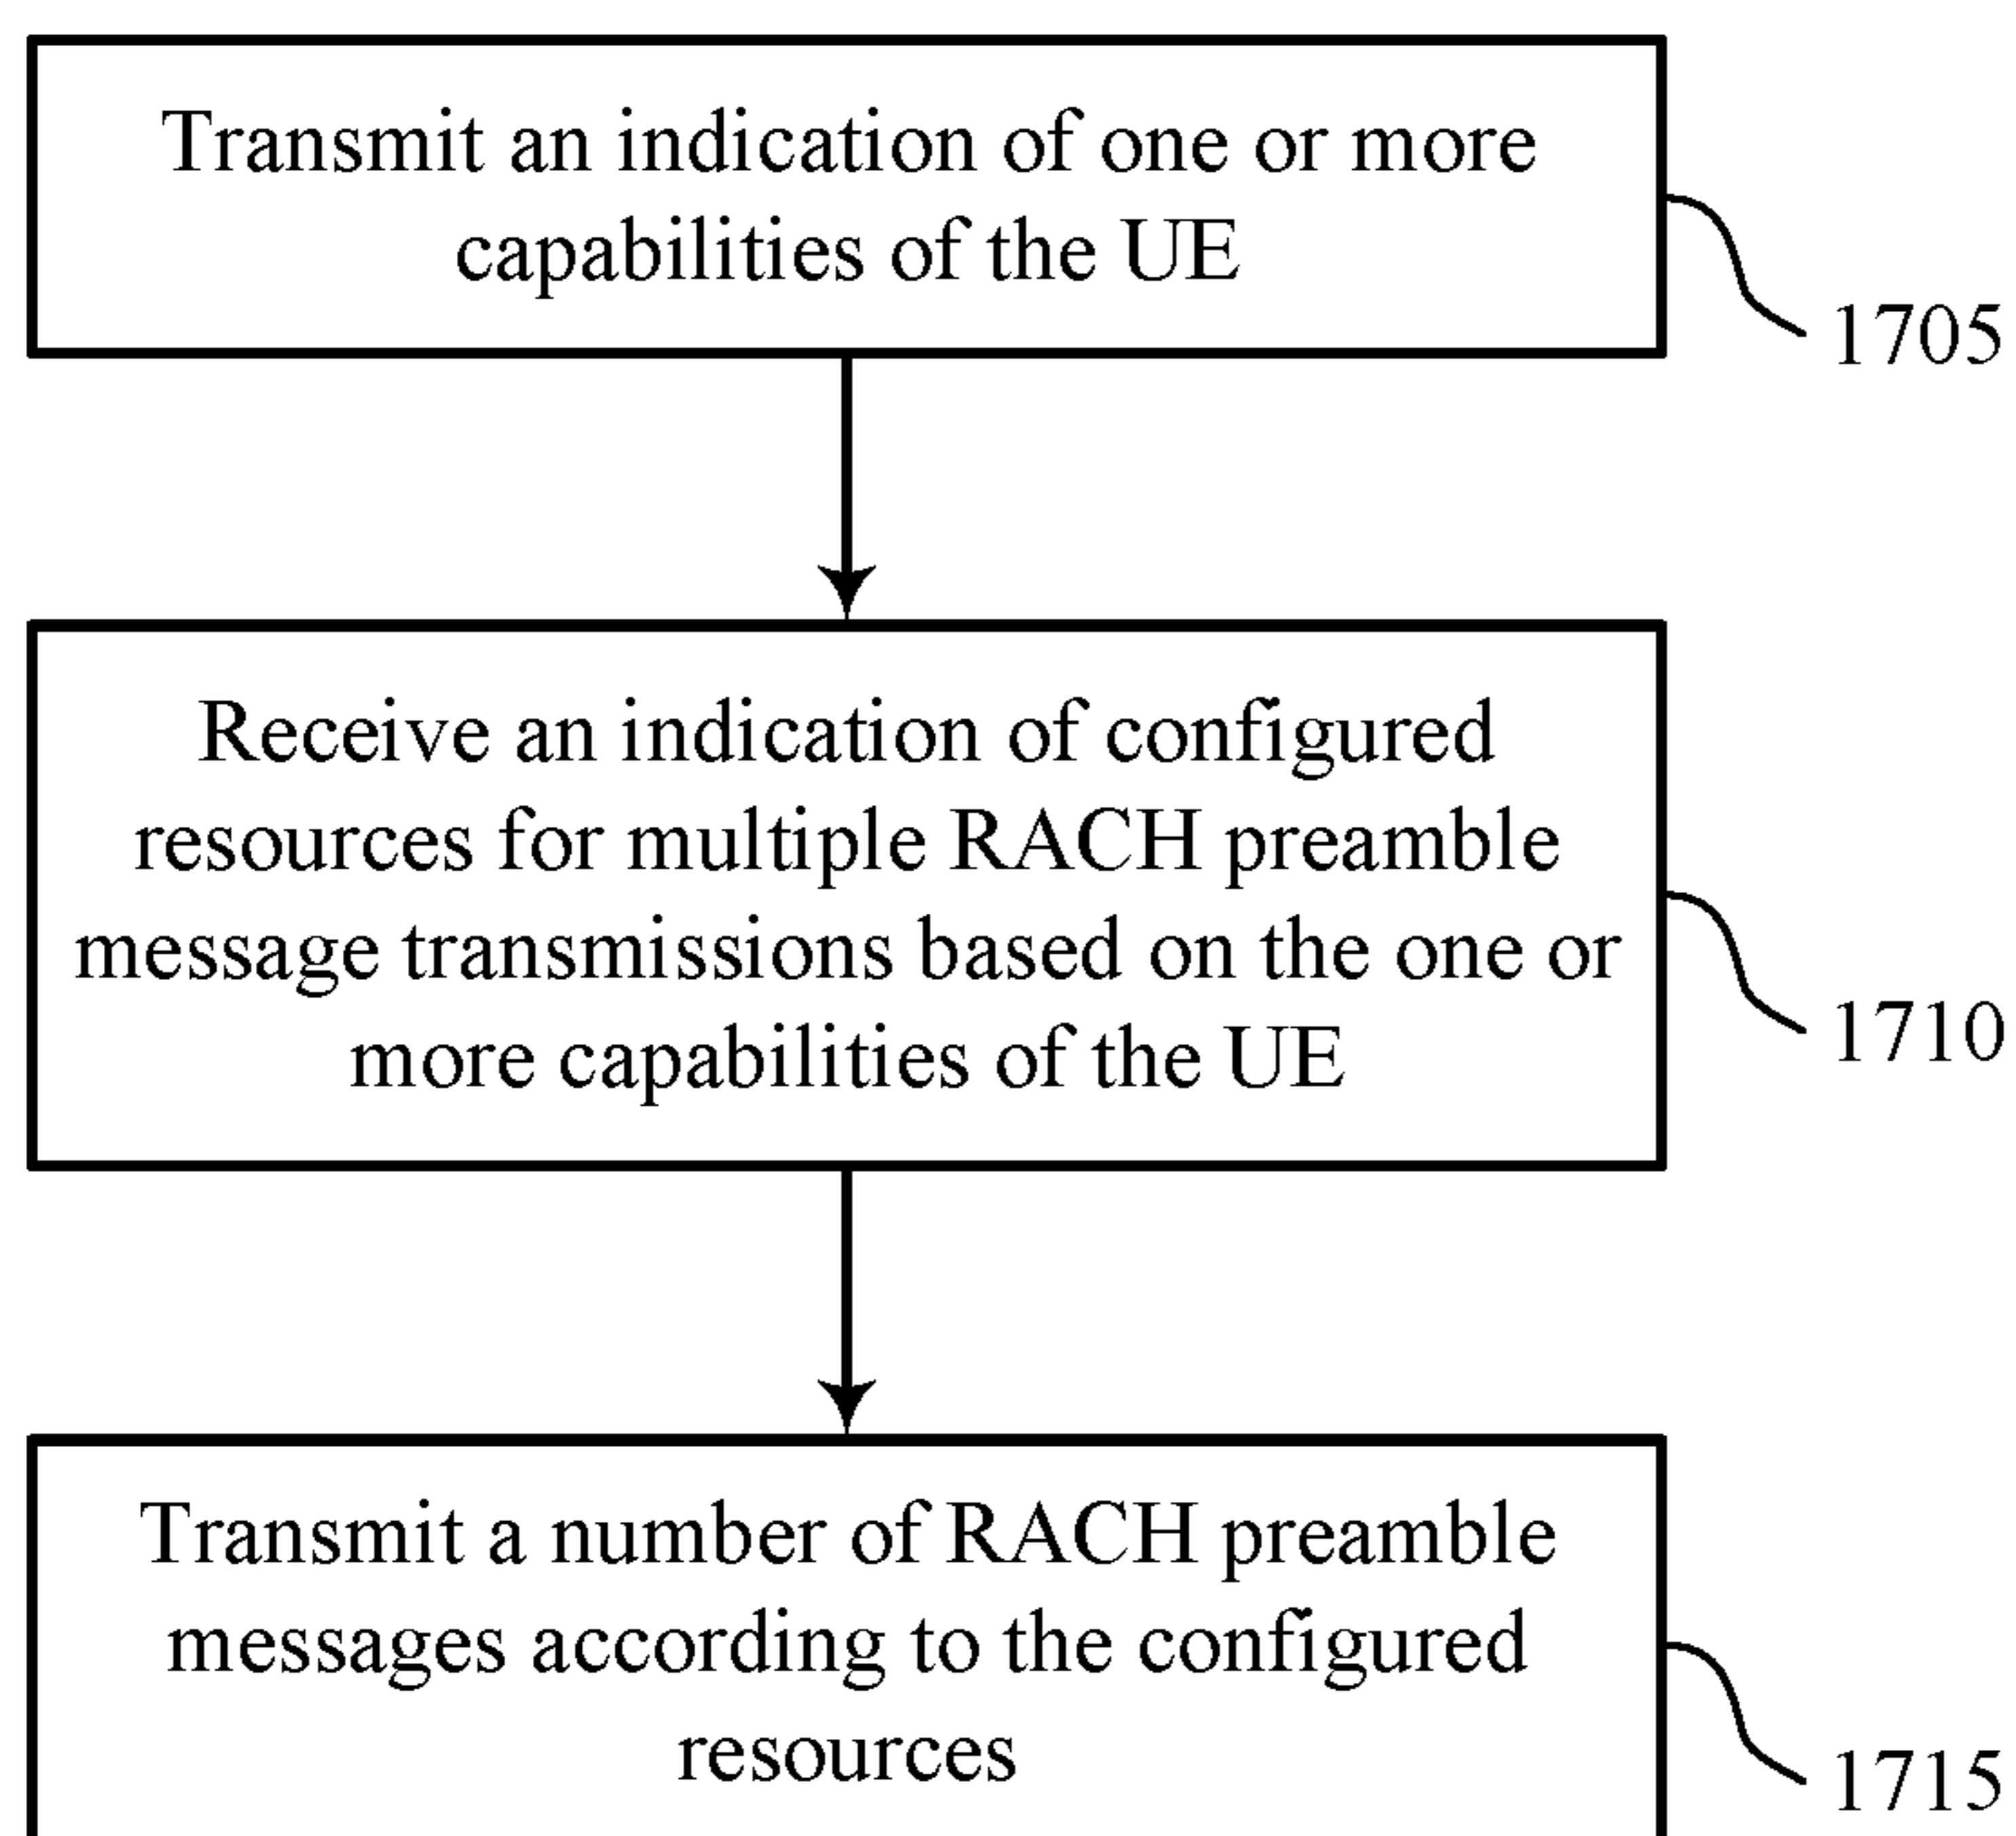 Transmit an indication of one or more
capabilities of the UE
1705
Receive an indication of configured
resources for multiple RACH preamble
message transmissions based on the one or
more capabilities of the UE
1710
Transmit a number of RACH preamble
messages according to the configured
resources
1715